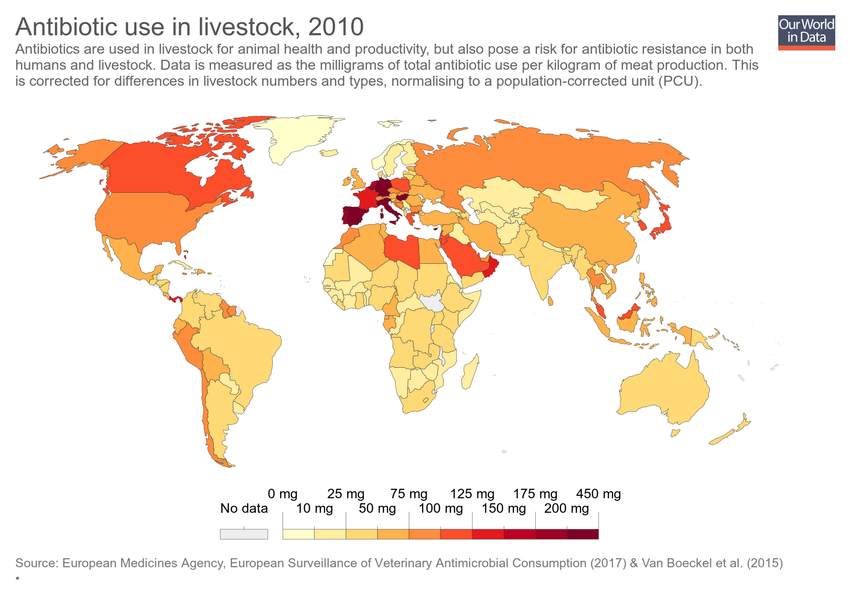 Antibiotic use in livestock, 2010
Our World
in Data
Antibiotics are used in livestock for animal health and productivity, but also pose a risk for antibiotic resistance in both
humans and livestock. Data is measured as the milligrams of total antibiotic use per kilogram of meat production. This
is corrected for differences in livestock numbers and types, normalising to a population-corrected unit (PCU).
0 mg 25 mg 75 mg 125 mg 175 mg 450 mg
No data 10 mg 50 mg 100 mg 150 mg 200 mg
Source: European Medicines Agency, European Surveillance of Veterinary Antimicrobial Consumption (2017) & Van Boeckel et al. (2015)
•